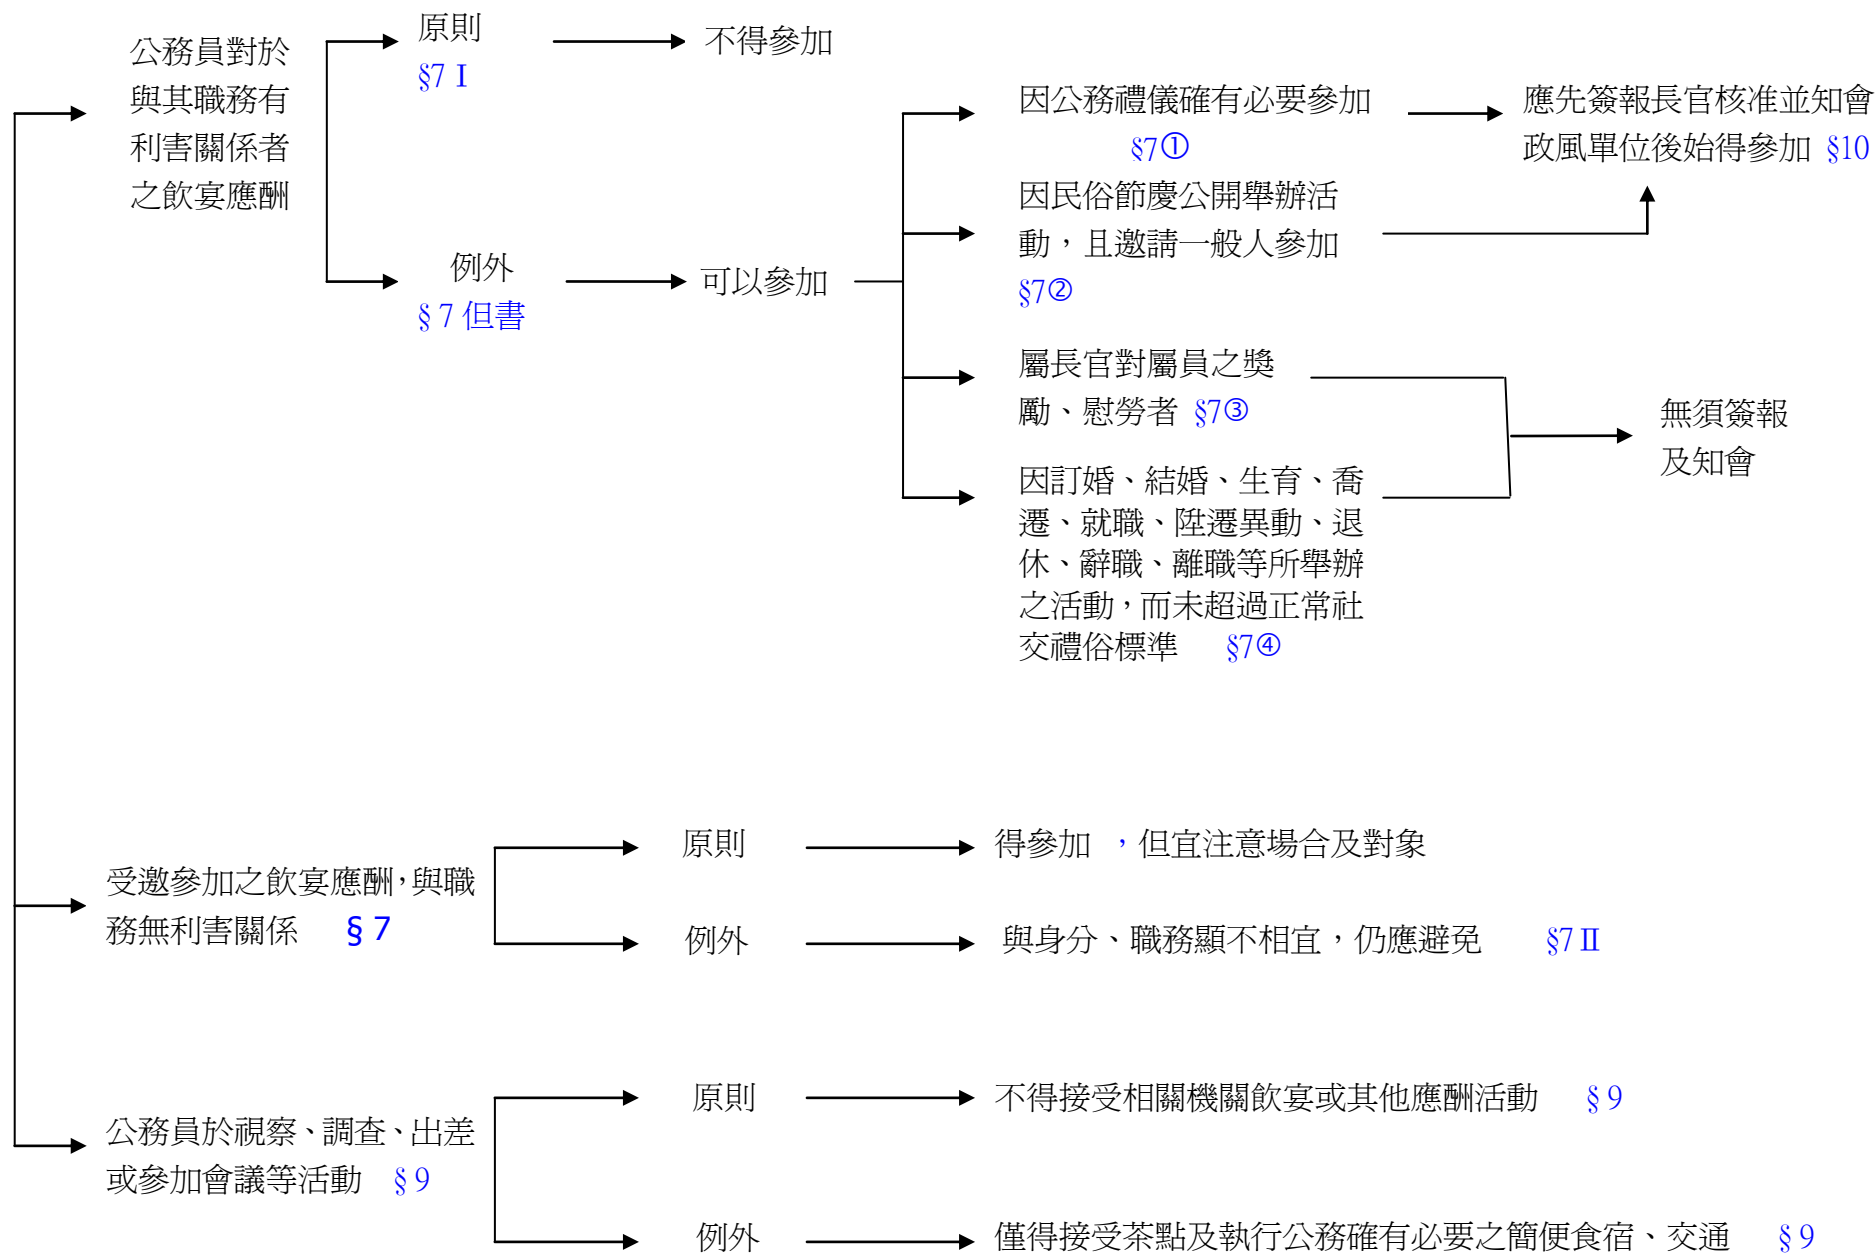 公務員對於
與其職務有
利害關係者
之飲宴應酬
原則
§7 I
不得參加
例外
§ 7 但書
可以參加
因公務禮儀確有必要參加
§7①
應先簽報長官核准並知會
政風單位後始得參加 §10
因民俗節慶公開舉辦活
動，且邀請一般人參加
§7②
屬長官對屬員之獎
勵、慰勞者 §7③
因訂婚、結婚、生育、喬
遷、就職、陞遷異動、退
休、辭職、離職等所舉辦
之活動，而未超過正常社
交禮俗標準 §7④
無須簽報
及知會
受邀參加之飲宴應酬，與職
務無利害關係 § 7
原則
得參加 ，但宜注意場合及對象
例外
與身分、職務顯不相宜，仍應避免 §7 II
公務員於視察、調查、出差
或參加會議等活動 § 9
原則
不得接受相關機關飲宴或其他應酬活動 § 9
例外
僅得接受茶點及執行公務確有必要之簡便食宿、交通 § 9